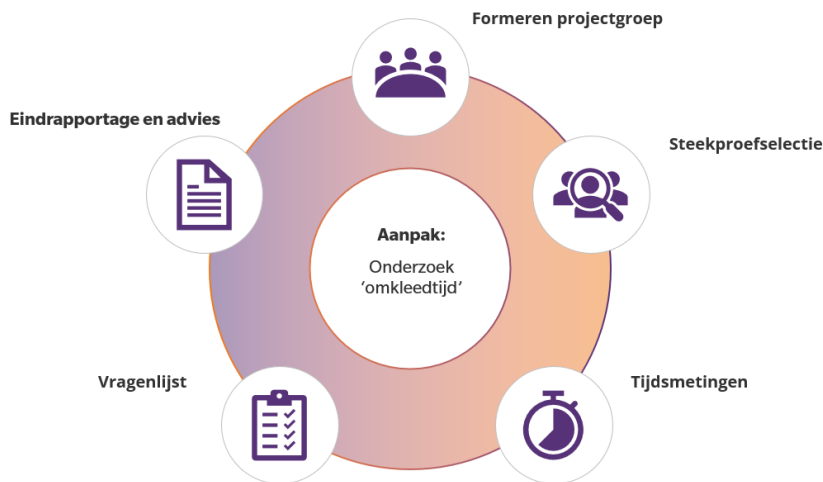 Formeren projectgroep
Eindrapportage en advies
Steekproefselectie
Aanpak:
Onderzoek
‘omkleedtijd’
Vragenlijst
Tijdsmetingen